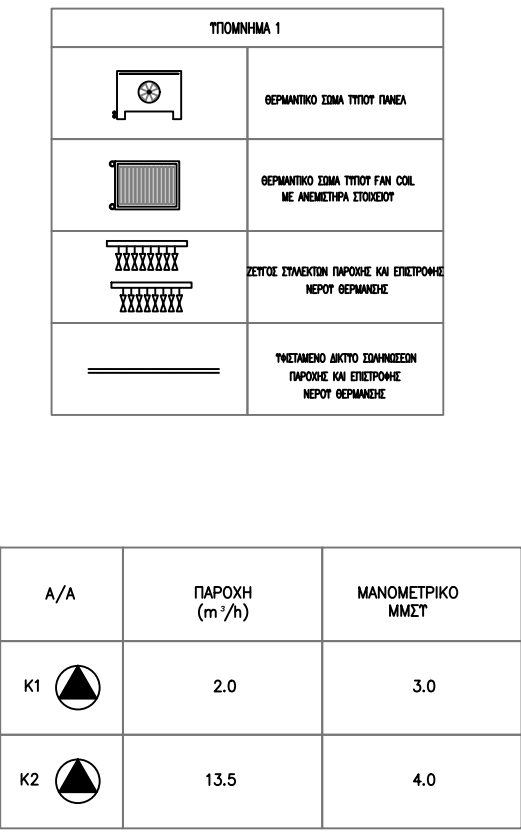 ΥΠΟΜΝΗΜΑ 1
ΘΕΡΜΑΝΤΙΚΟ ΣΩΜΑ ΤΥΠΟΥ ΠΑΝΕΛ
ΘΕΡΜΑΝΤΙΚΟ ΣΩΜΑ ΤΥΠΟΥ FAN COIL
ΜΕ ΑΝΕΜΙΣΤΗΡΑ ΣΤΟΙΧΕΙΟΥ
ΖΕΥΓΟΣ ΣΥΛΛΕΚΤΩΝ ΠΑΡΟΧΗΣ ΚΑΙ ΕΠΙΣΤΡΟΦΗΣ
ΝΕΡΟΥ ΘΕΡΜΑΝΣΗΣ
ΥΦΙΣΤΑΜΕΝΟ ΔΙΚΤΥΟ ΣΩΛΗΝΩΣΕΩΝ
ΠΑΡΟΧΗΣ ΚΑΙ ΕΠΙΣΤΡΟΦΗΣ
ΝΕΡΟΥ ΘΕΡΜΑΝΣΗΣ
Α/Α ΠΑΡΟΧΗ ΜΑΝΟΜΕΤΡΙΚΟ
(m³/h) ΜΜΣΥ
Κ1 2.0 3.0
Κ2 13.5 4.0